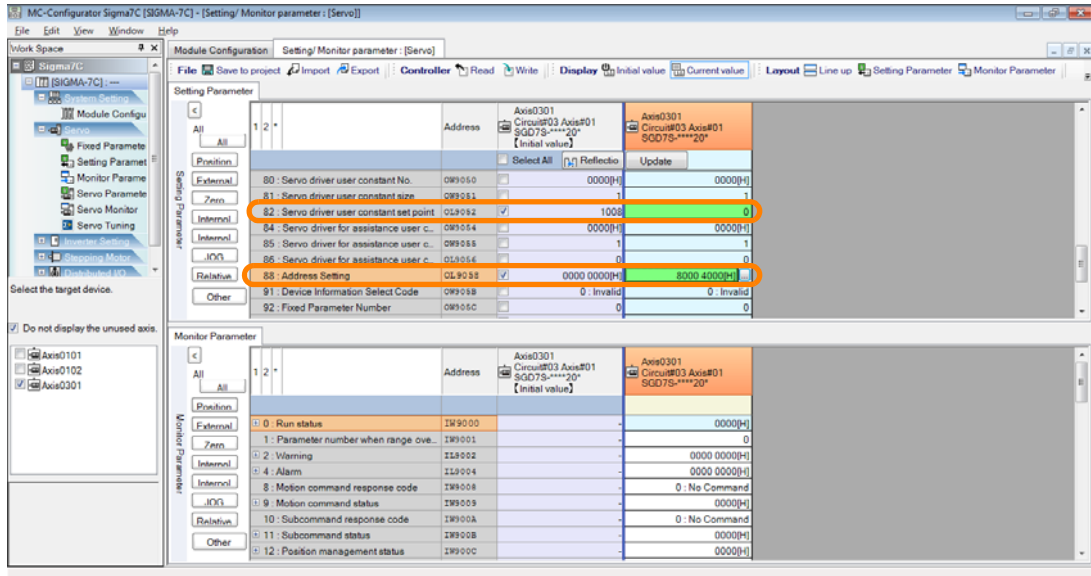 MC-Configurator Sigma7C [SIGMA-7C] - [Setting/ Monitor parameter : [Servo]]
File Edit View Window Help
Work Space
Sigma7C
[SIGMA-7C] : ---
System Setting
Module Configu
Servo
Fixed Paramete
Setting Paramet
Monitor Parame
Servo Paramete
Servo Monitor
Servo Tuning
Inverter Setting
Stepping Motor
Distributed I/O
Select the target device.
Do not display the unused axis.
Axis0101
Axis0102
Axis0301
Module Configuration Setting/ Monitor parameter : [Servo]
File Save to project Import Export Controller Read Write Display Initial value Current value Layout Line up Setting Parameter Monitor Parameter
Setting Parameter
Setting Parameter
<
All
All
Position
External
Zero
Internal
Internal
JOG
Relative
Other
1 2 * Address
Axis0301
Circuit#03 Axis#01
SGD7S-****20*
【Initial value】
Axis0301
Circuit#03 Axis#01
SGD7S-****20*
Select All Reflectio Update
80 : Servo driver user constant No. OW9050 0000[H] 0000[H]
81 : Servo driver user constant size OW9051 1 1
82 : Servo driver user constant set point OL9052 1008 0
84 : Servo driver for assistance user c... OW9054 0000[H] 0000[H]
85 : Servo driver for assistance user c... OW9055 1 1
86 : Servo driver for assistance user c... OL9056 0 0
88 : Address Setting OL9058 0000 0000[H] 8000 4000[H] ...
91 : Device Information Select Code OW905B 0 : Invalid 0 : Invalid
92 : Fixed Parameter Number OW905C 0 0
Monitor Parameter
Monitor Parameter
<
All
All
Position
External
Zero
Internal
Internal
JOG
Relative
Other
1 2 * Address
Axis0301
Circuit#03 Axis#01
SGD7S-****20*
【Initial value】
Axis0301
Circuit#03 Axis#01
SGD7S-****20*
0 : Run status IW9000 - 0000[H]
1 : Parameter number when range ove... IW9001 - 0
2 : Warning IL9002 - 0000 0000[H]
4 : Alarm IL9004 - 0000 0000[H]
8 : Motion command response code IW9008 - 0 : No Command
9 : Motion command status IW9009 - 0000[H]
10 : Subcommand response code IW900A - 0 : No Command
11 : Subcommand status IW900B - 0000[H]
12 : Position management status IW900C - 0000[H]